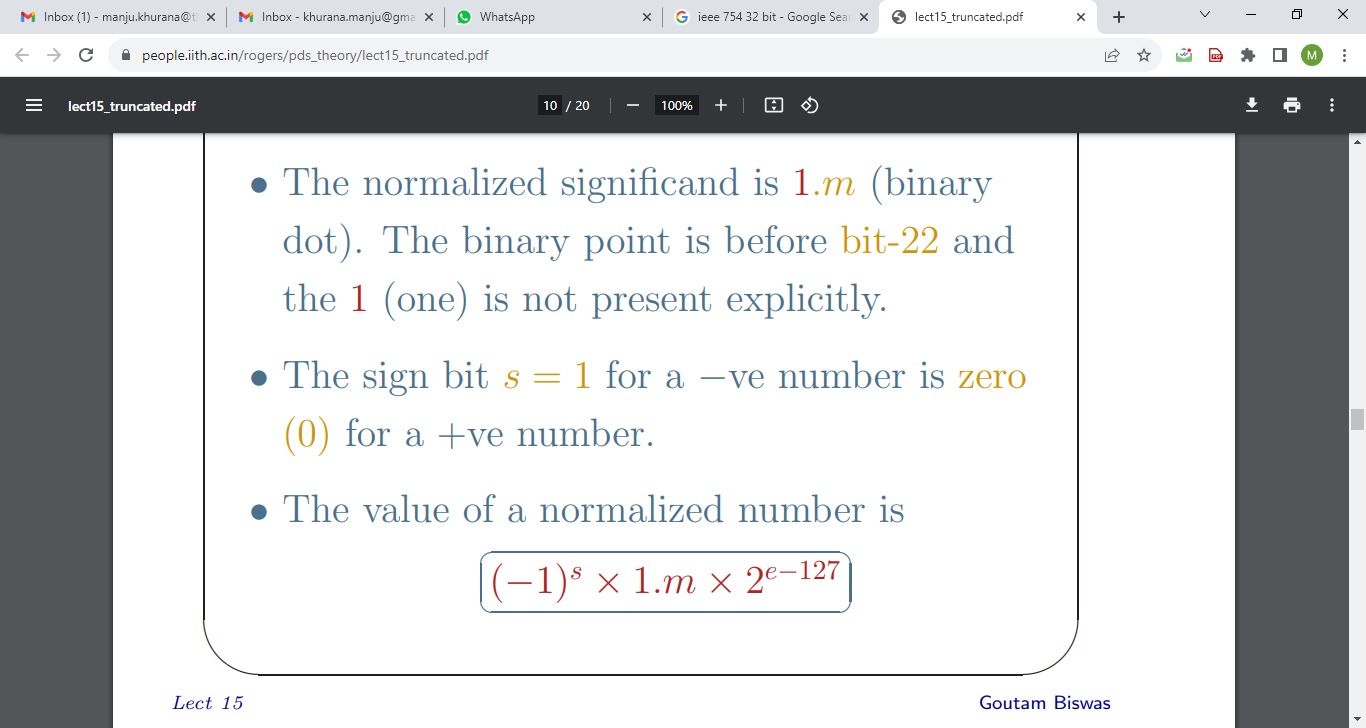 Inbox (1) - manju.khurana@t
Inbox - khurana.manju@gma
WhatsApp
ieee 754 32 bit - Google Sea
lect15_truncated.pdf
people.iith.ac.in/rogers/pds_theory/lect15_truncated.pdf
PDF
M
lect15_truncated.pdf
10 / 20
100%
• The normalized significand is 1.m (binary
dot). The binary point is before bit-22 and
the 1 (one) is not present explicitly.
• The sign bit s = 1 for a −ve number is zero
(0) for a +ve number.
• The value of a normalized number is
(−1)^s × 1.m × 2^{e−127}
Lect 15
Goutam Biswas